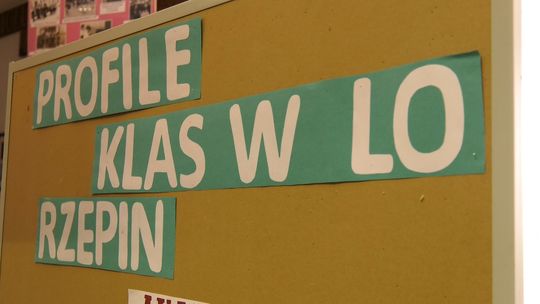 PROFILE
KLAS W LO
RZEPIN